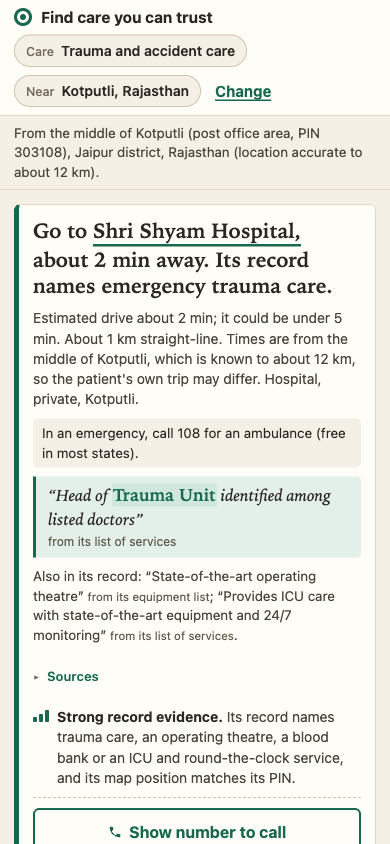 Find care you can trust
Care Trauma and accident care
Near Kotputli, Rajasthan Change
From the middle of Kotputli (post office area, PIN
303108), Jaipur district, Rajasthan (location accurate to
about 12 km).
Go to Shri Shyam Hospital,
about 2 min away. Its record
names emergency trauma care.
Estimated drive about 2 min; it could be under 5
min. About 1 km straight-line. Times are from the
middle of Kotputli, which is known to about 12 km,
so the patient's own trip may differ. Hospital,
private, Kotputli.
In an emergency, call 108 for an ambulance (free
in most states).
“Head of Trauma Unit identified among
listed doctors”
from its list of services
Also in its record: “State-of-the-art operating
theatre” from its equipment list; “Provides ICU care
with state-of-the-art equipment and 24/7
monitoring” from its list of services.
Sources
Strong record evidence. Its record names
trauma care, an operating theatre, a blood
bank or an ICU and round-the-clock service,
and its map position matches its PIN.
Show number to call